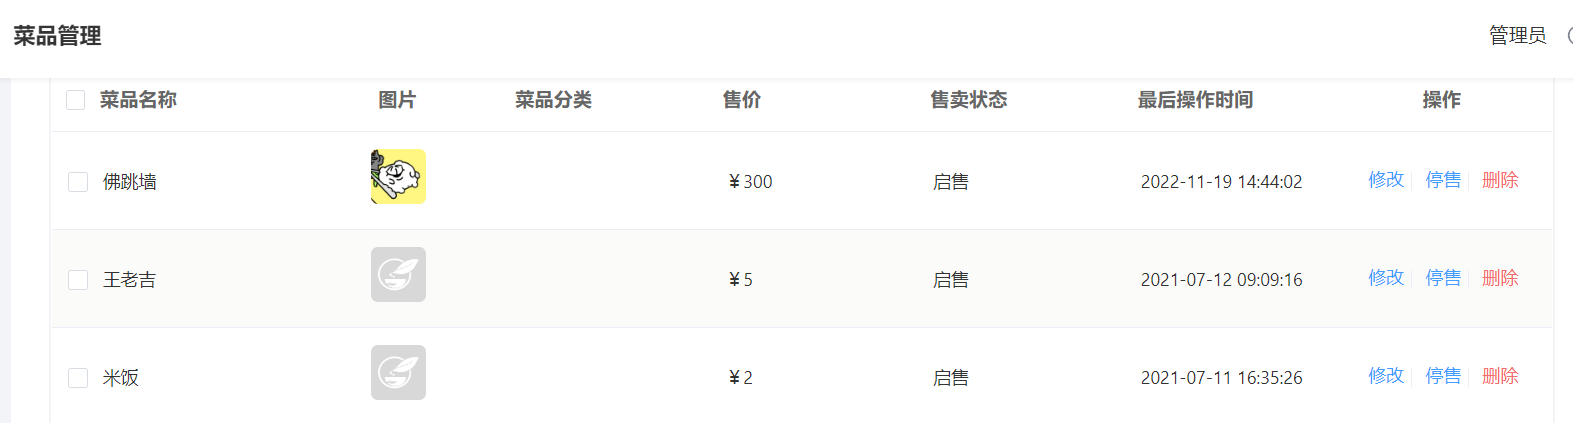 菜品管理 管理员
菜品名称 图片 菜品分类 售价 售卖状态 最后操作时间 操作
佛跳墙 ￥300 启售 2022-11-19 14:44:02 修改 停售 删除
王老吉 ￥5 启售 2021-07-12 09:09:16 修改 停售 删除
米饭 ￥2 启售 2021-07-11 16:35:26 修改 停售 删除